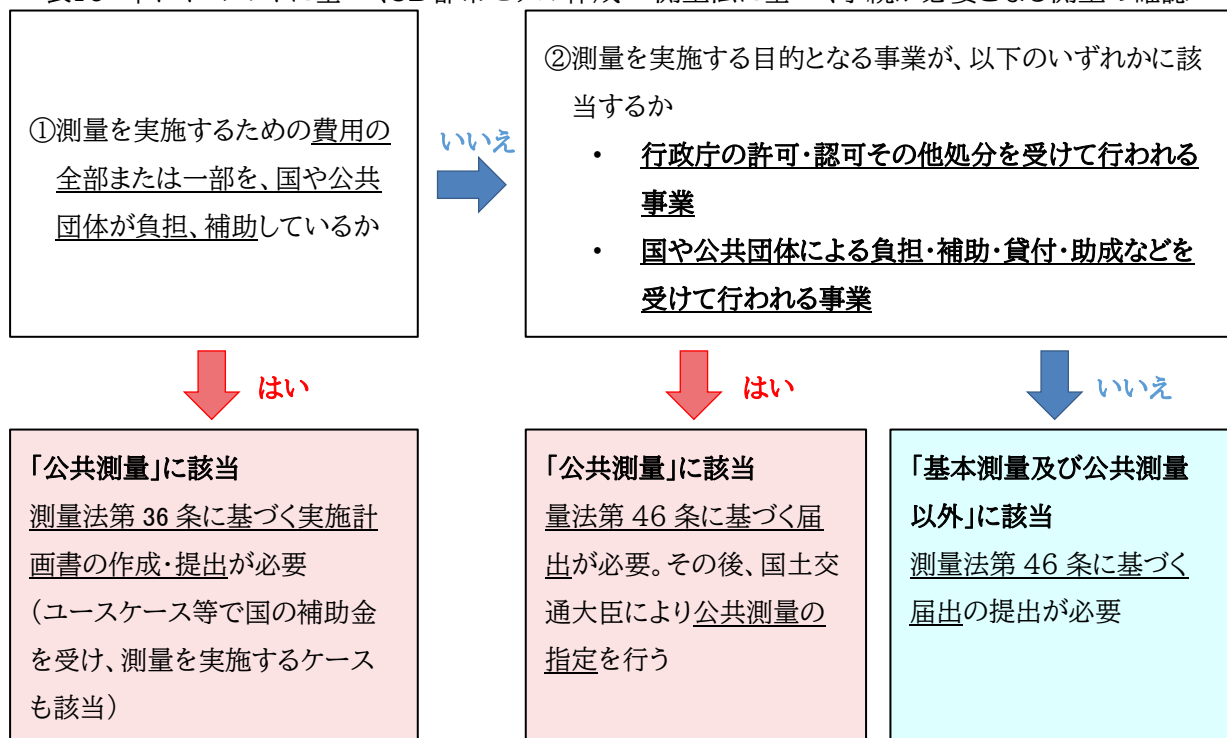 ①測量を実施するための費用の
全部または一部を、国や公共
団体が負担、補助しているか
いいえ
②測量を実施する目的となる事業が、以下のいずれかに該
当するか
・ 行政庁の許可・認可その他処分を受けて行われる
事業
・ 国や公共団体による負担・補助・貸付・助成などを
受けて行われる事業
はい
はい
いいえ
「公共測量」に該当
測量法第 36 条に基づく実施計
画書の作成・提出が必要
（ユースケース等で国の補助金
を受け、測量を実施するケース
も該当）
「公共測量」に該当
量法第 46 条に基づく届
出が必要。その後、国土交
通大臣により公共測量の
指定を行う
「基本測量及び公共測量
以外」に該当
測量法第 46 条に基づく
届出の提出が必要